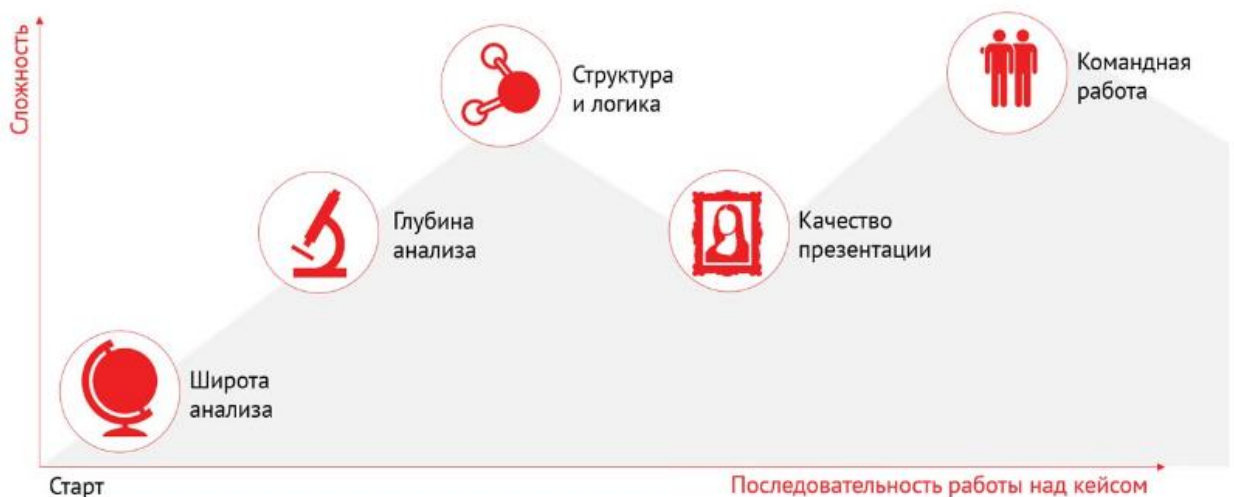 Сложность
Структура
и логика
Командная
работа
Глубина
анализа
Качество
презентации
Широта
анализа
Старт
Последовательность работы над кейсом